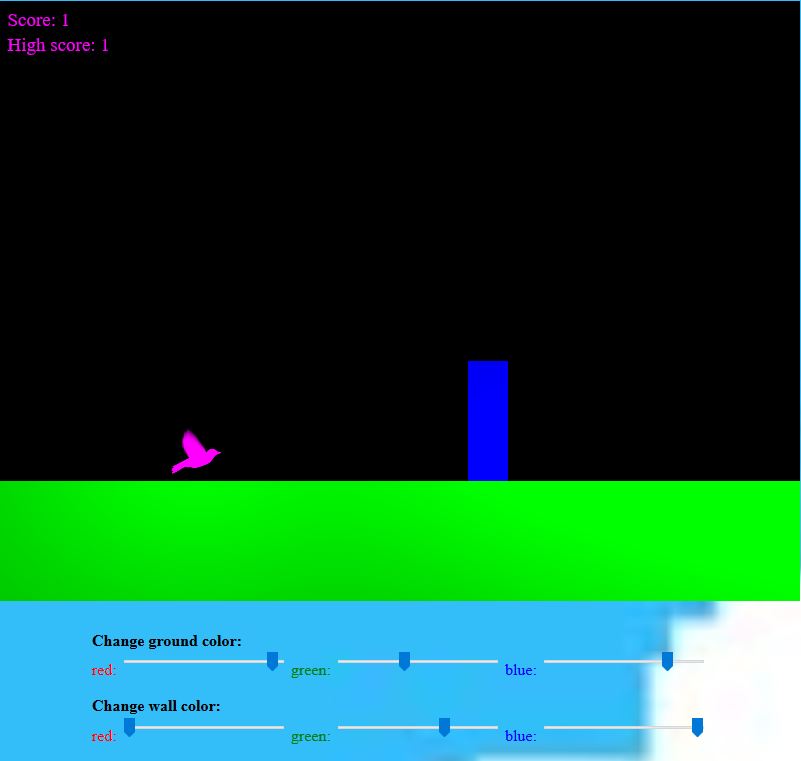 Score: 1
High score: 1
Change ground color:
red: green: blue:
Change wall color:
red: green: blue: